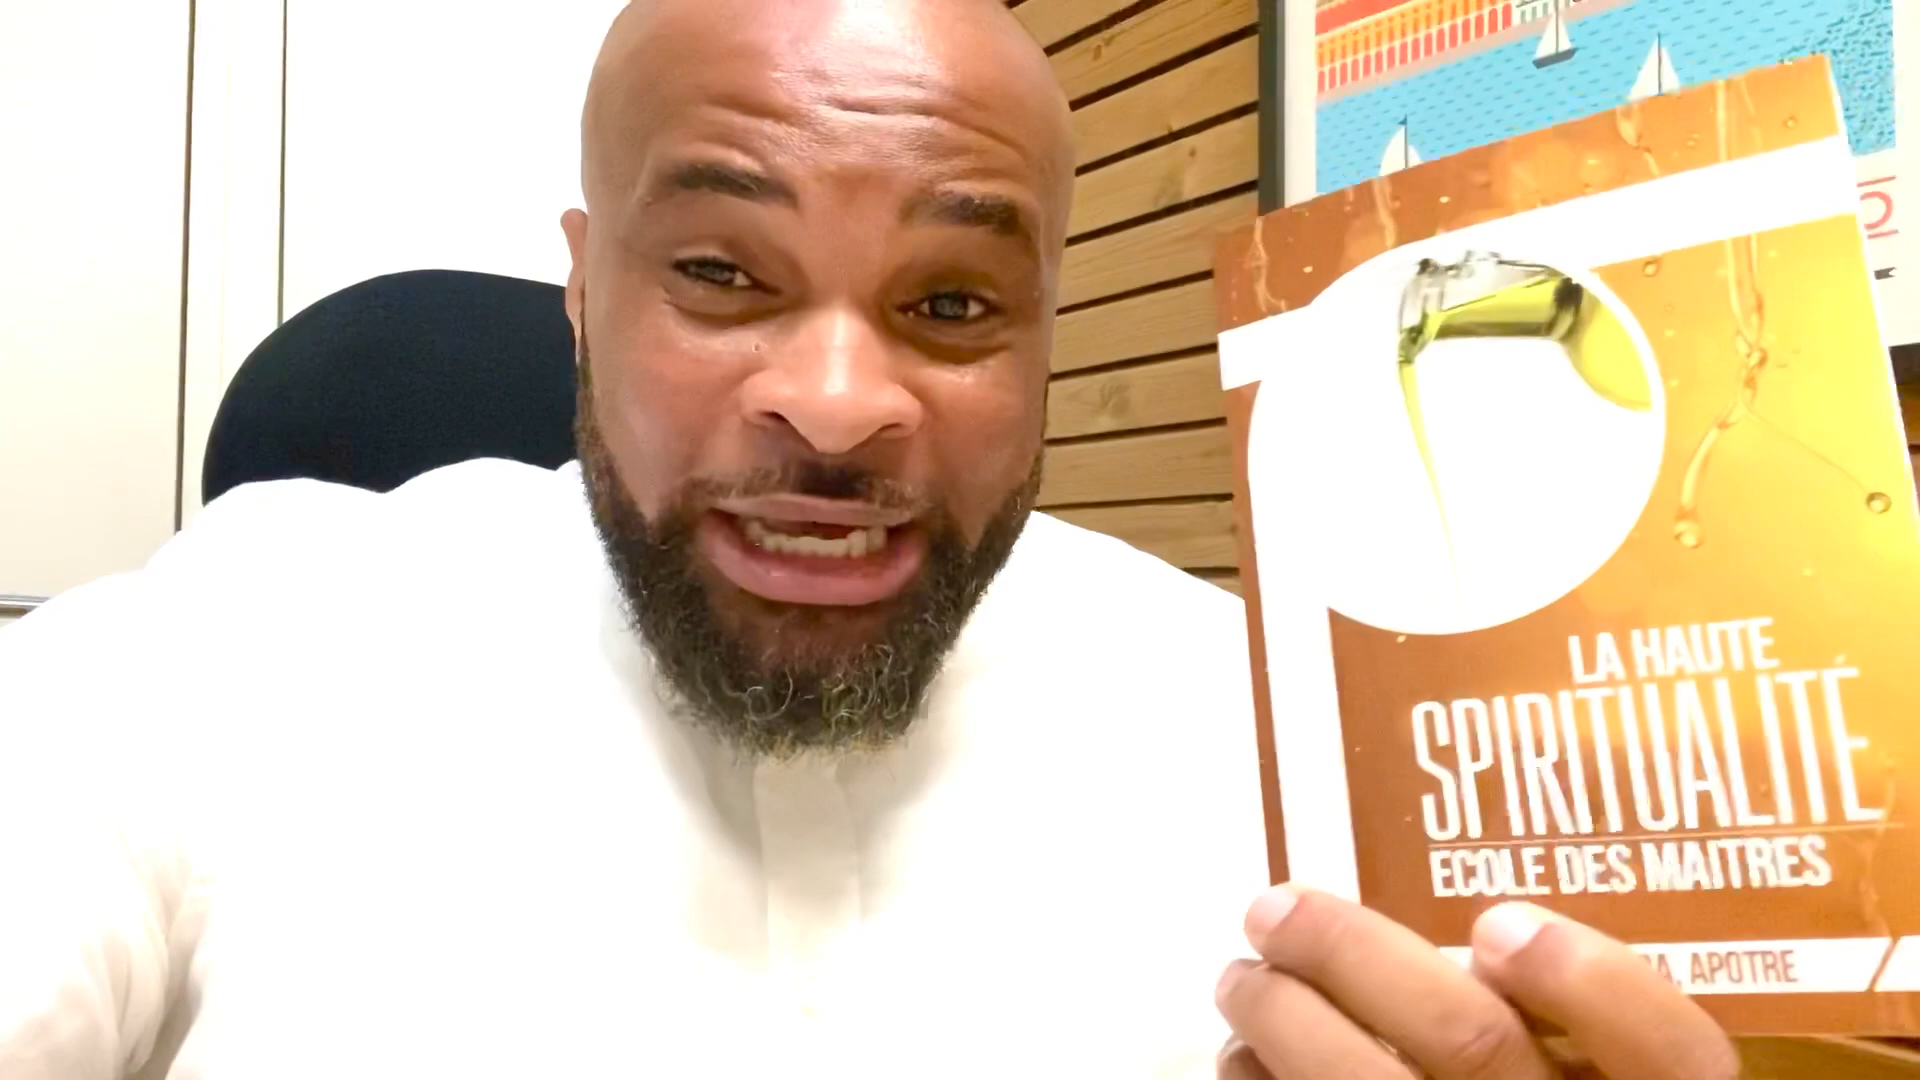 LA HAUTE
SPIRITUALITÉ
ECOLE DES MAITRES
APOTRE